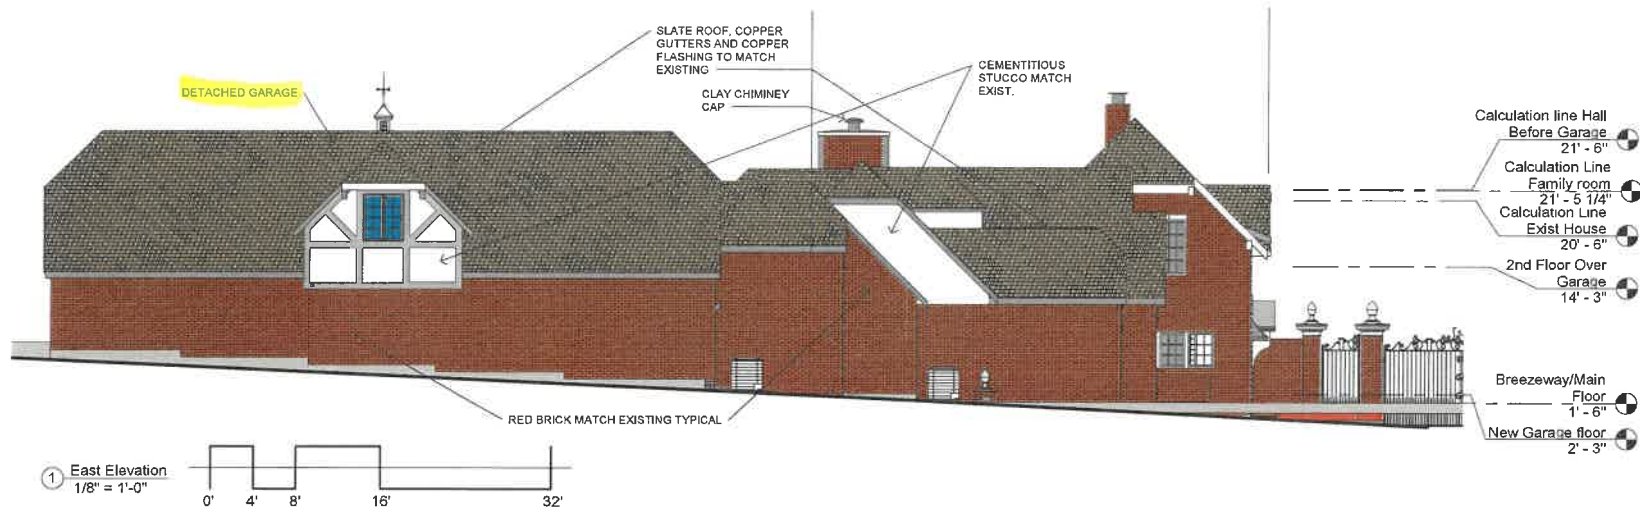 SLATE ROOF, COPPER
GUTTERS AND COPPER
FLASHING TO MATCH
EXISTING
CEMENTITIOUS
STUCCO MATCH
EXIST.
DETACHED GARAGE
CLAY CHIMINEY
CAP
Calculation line Hall
Before Garage
21' - 6"
Calculation Line
Family room
21' - 5 1/4"
Calculation Line
Exist House
20' - 6"
2nd Floor Over
Garage
14' - 3"
Breezeway/Main
Floor
1' - 6"
New Garage floor
2' - 3"
RED BRICK MATCH EXISTING TYPICAL
1
East Elevation
1/8" = 1'-0"
0' 4' 8' 16' 32'